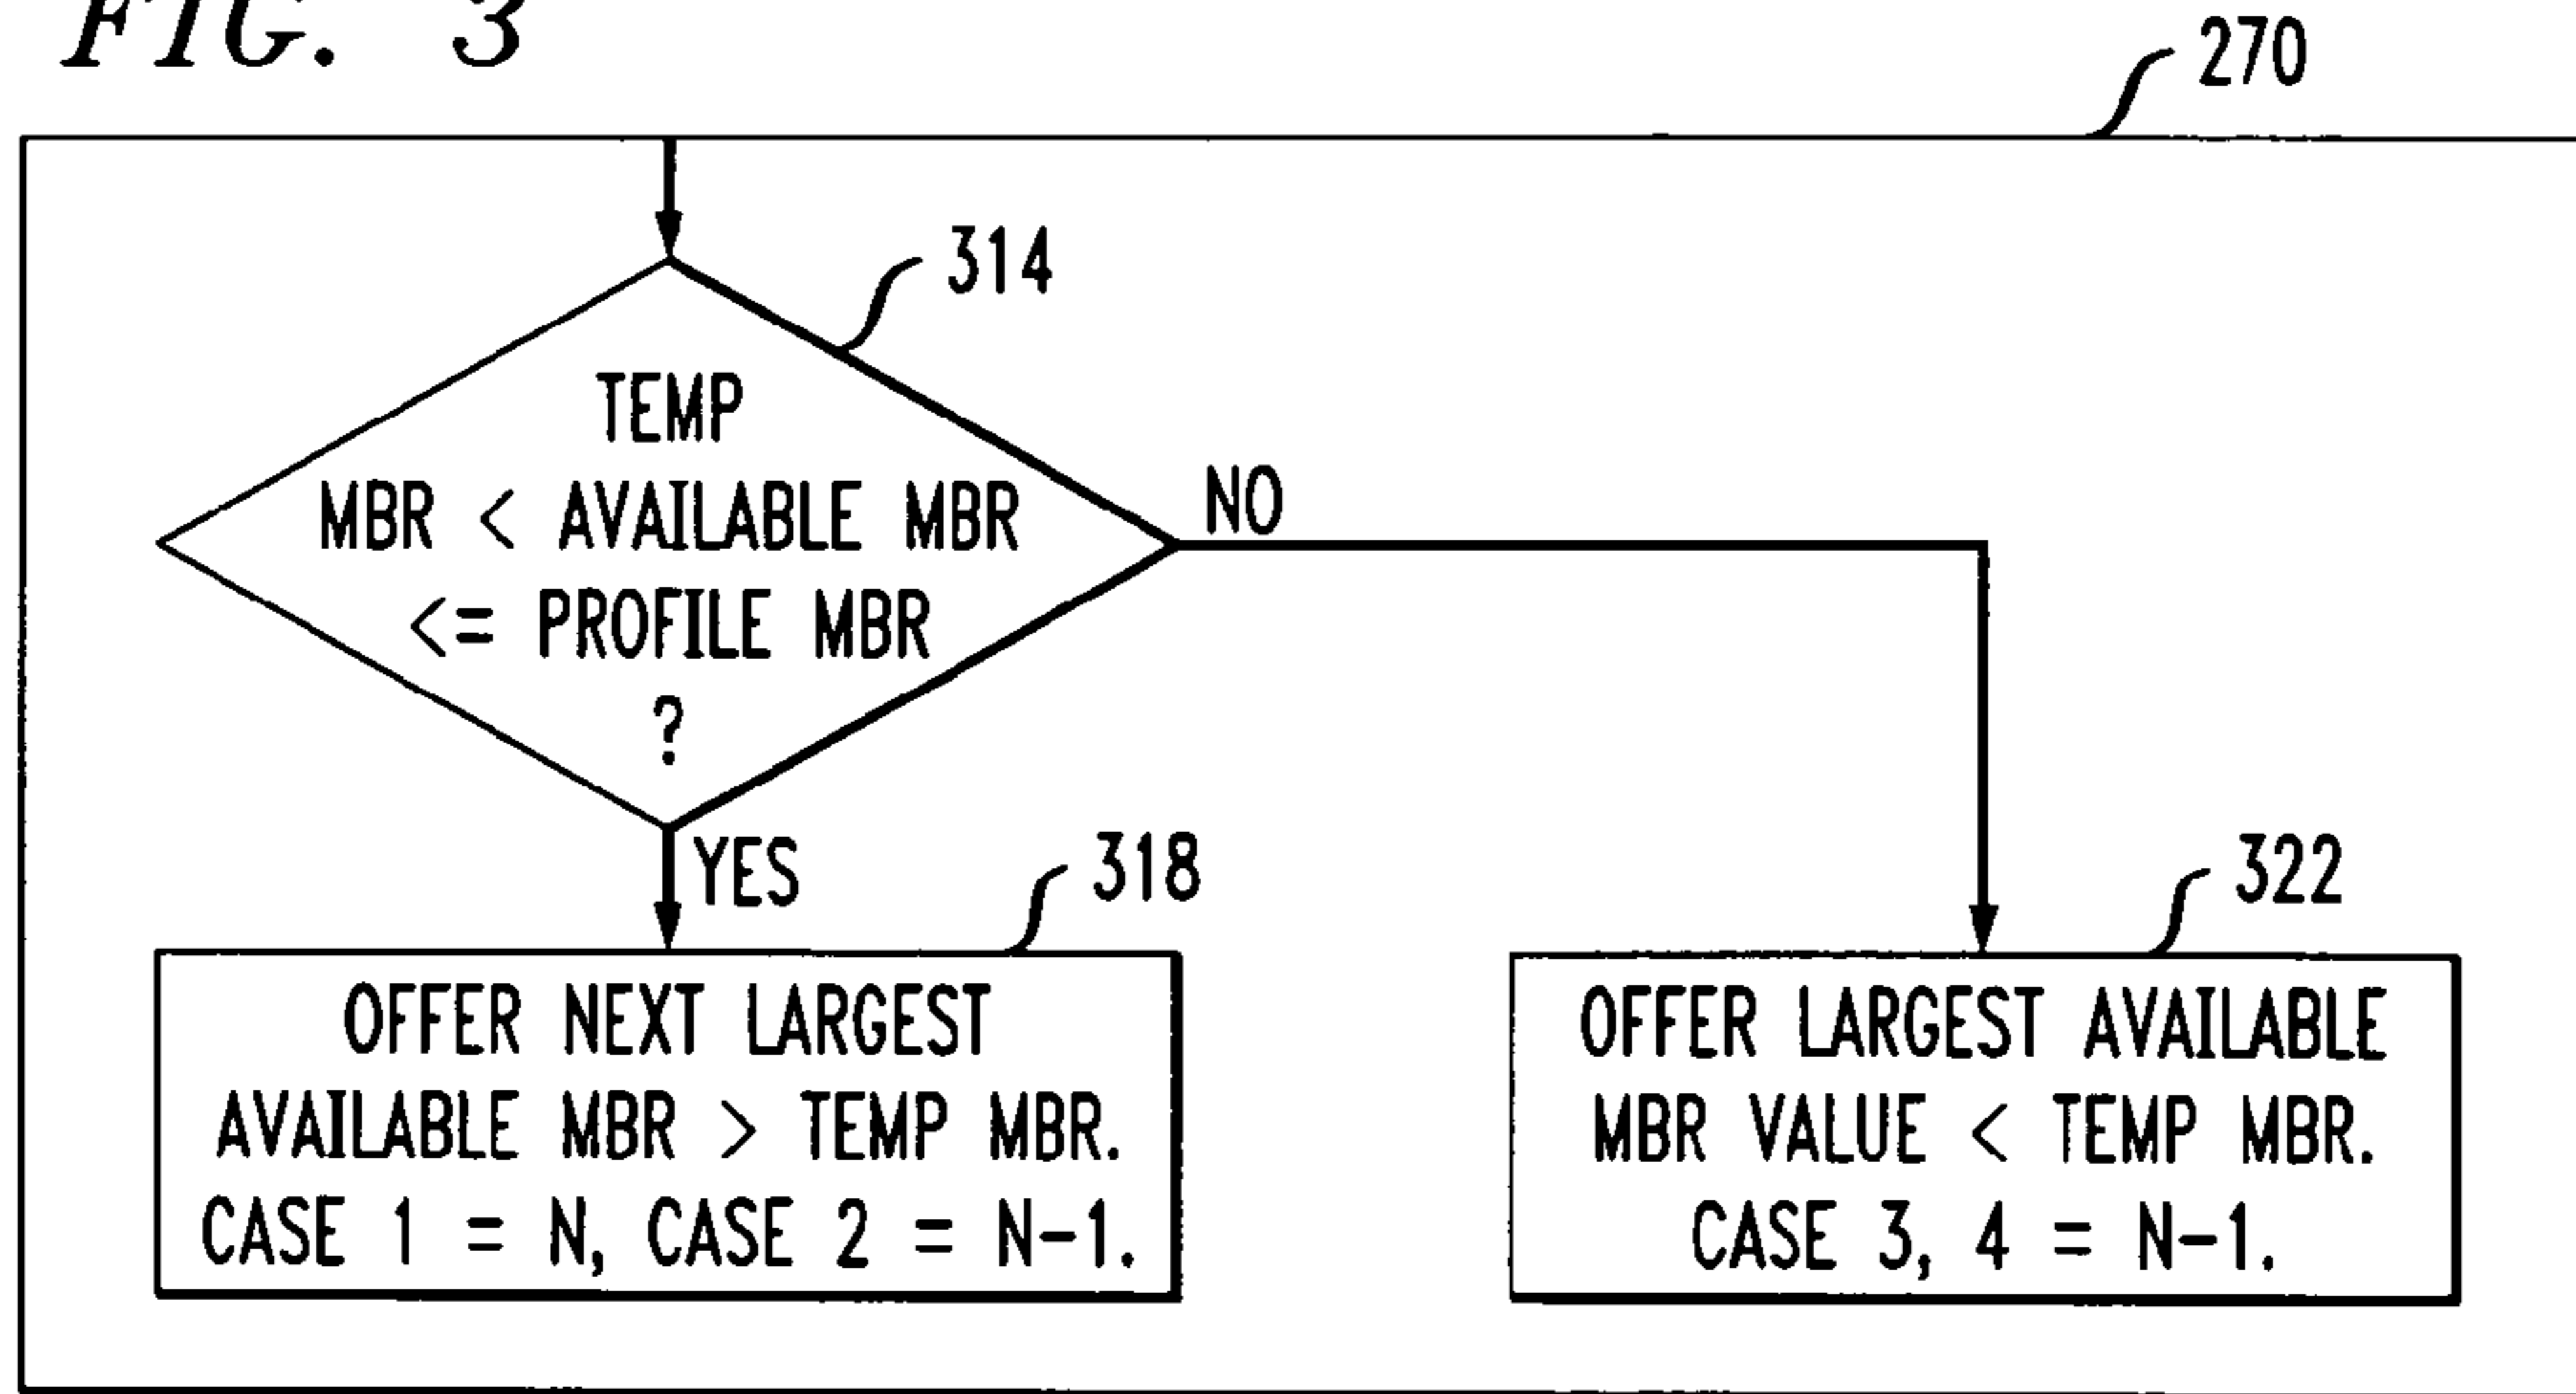 FIG. 3
270
314
TEMP
MBR < AVAILABLE MBR
<= PROFILE MBR
?
NO
YES
318
322
OFFER NEXT LARGEST
AVAILABLE MBR > TEMP MBR.
CASE 1 = N, CASE 2 = N-1.
OFFER LARGEST AVAILABLE
MBR VALUE < TEMP MBR.
CASE 3, 4 = N-1.